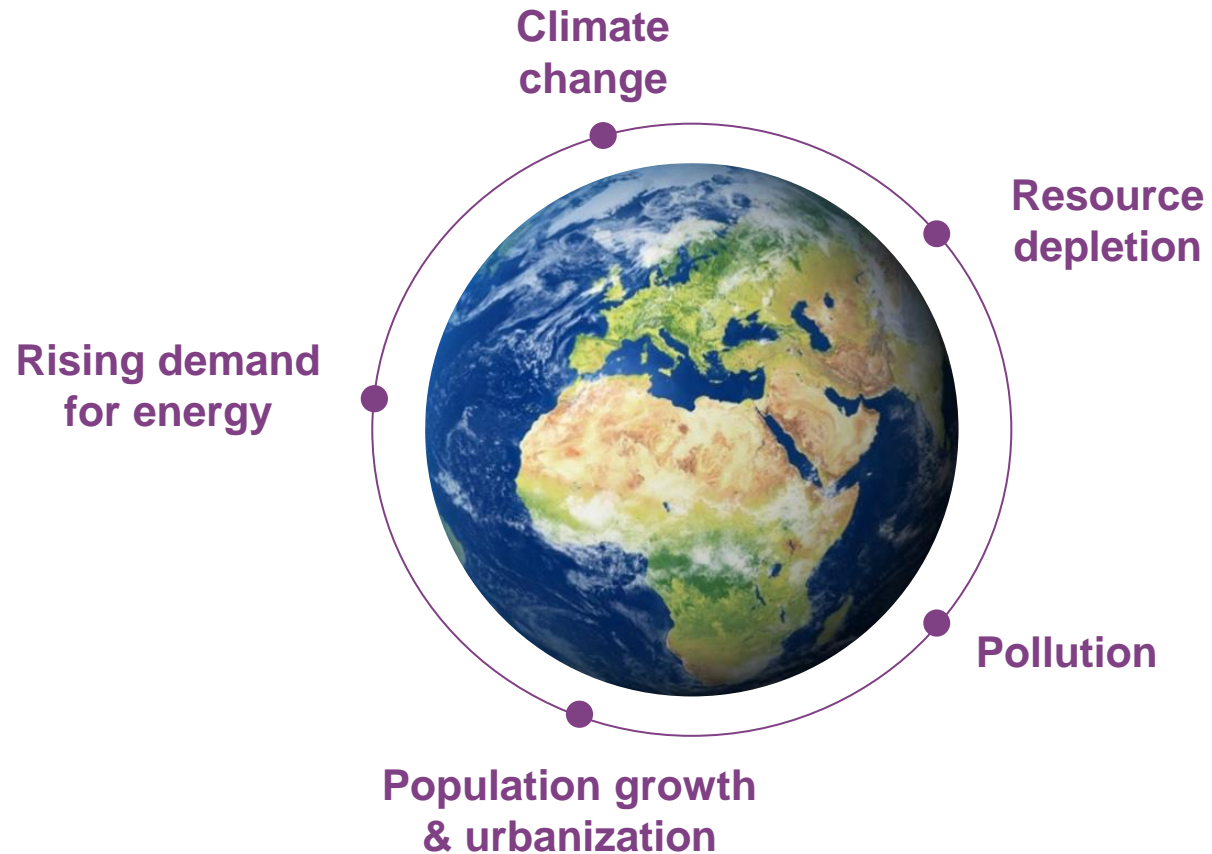 Climate
change
Resource
depletion
Rising demand
for energy
Pollution
Population growth
& urbanization